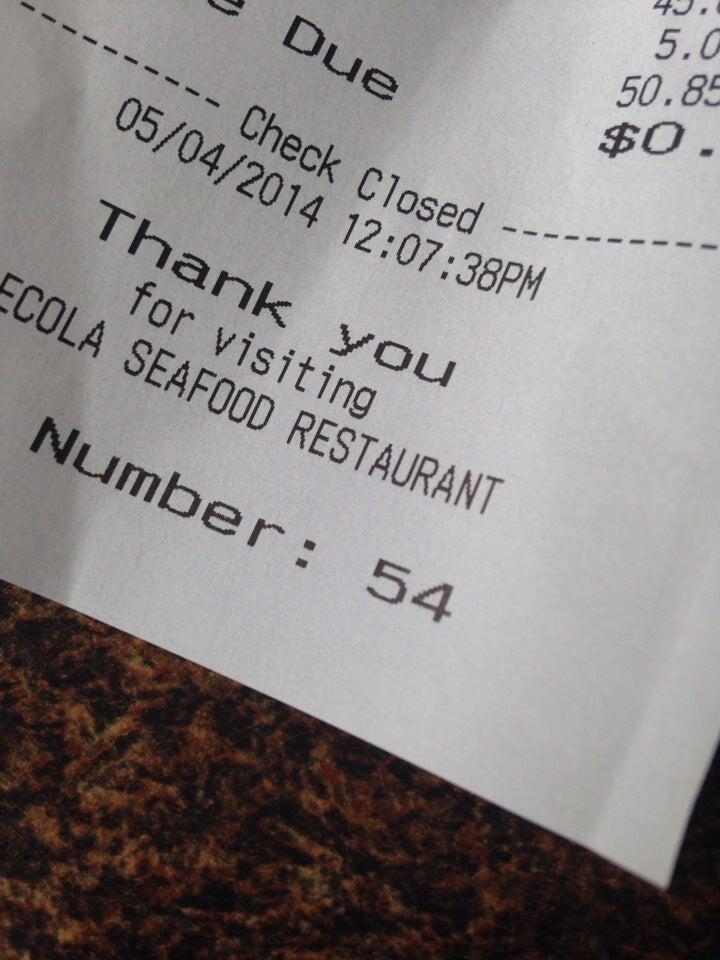 50.85
Due
$0.
---------- Check Closed ----------
05/04/2014 12:07:38PM
Thank you
for visiting
ECOLA SEAFOOD RESTAURANT
Number: 54